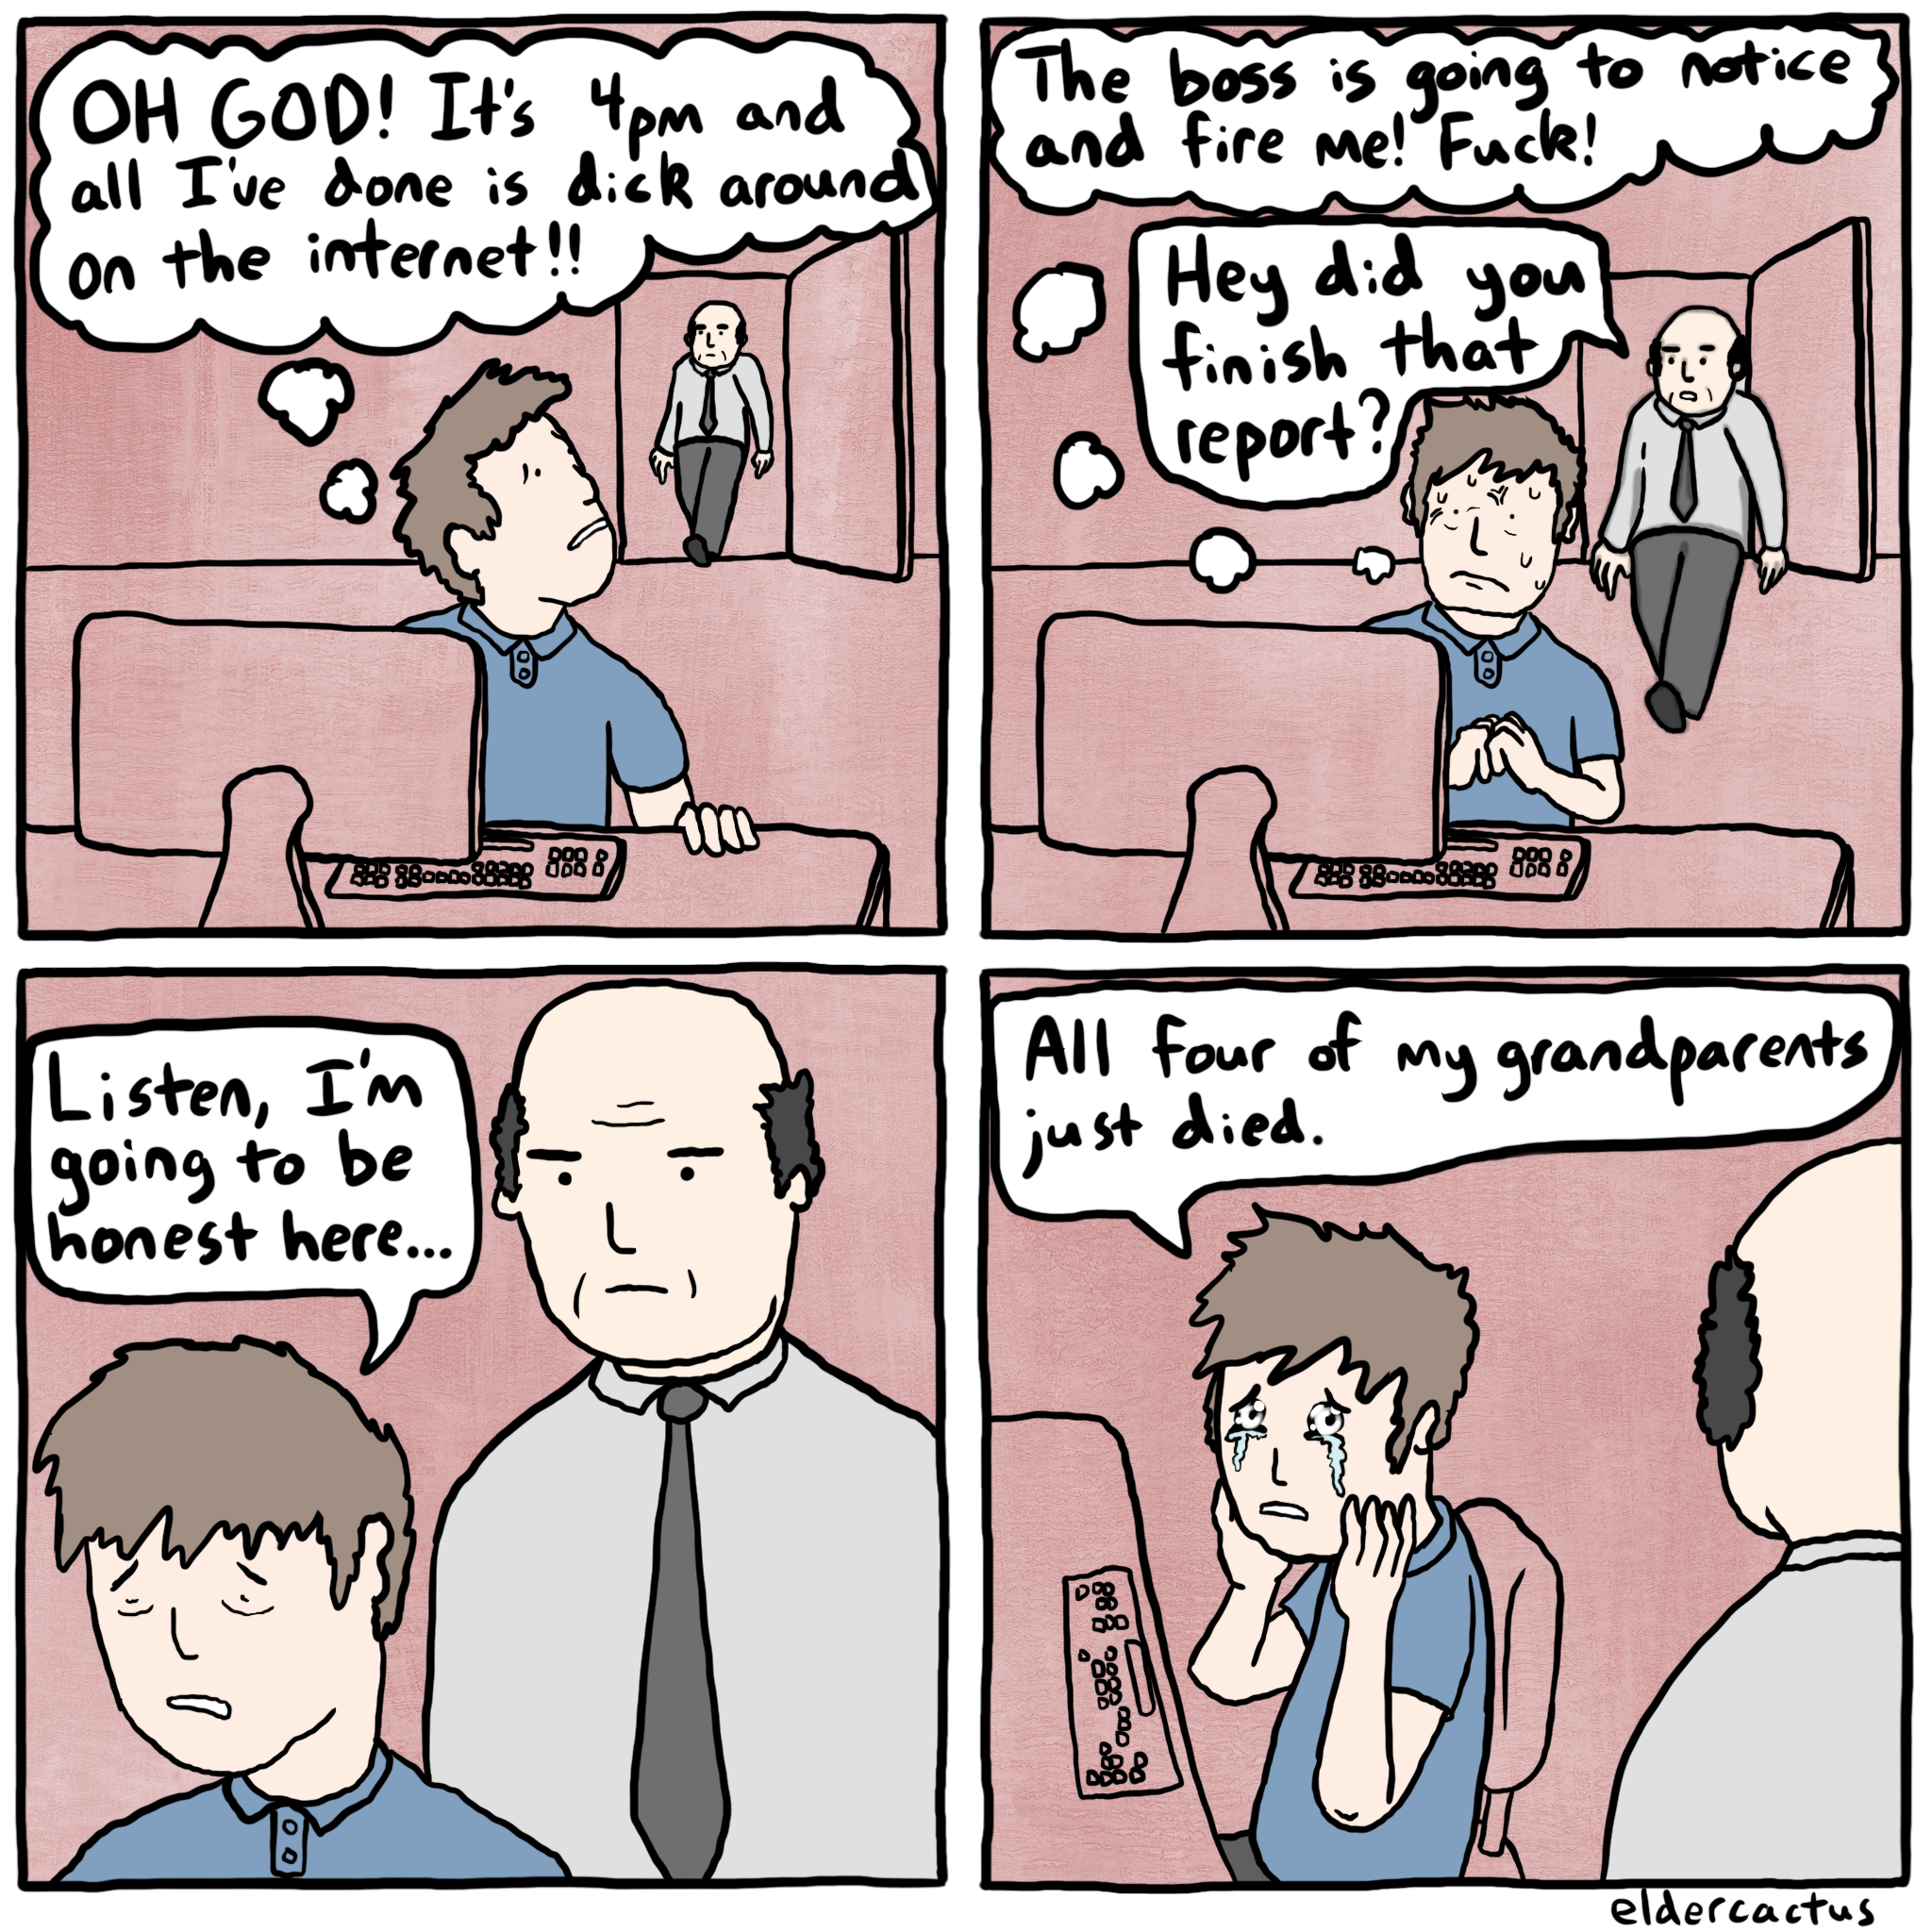 OH GOD! It's 4pm and
all I've done is dick around
on the internet!!
The boss is going to notice
and fire me! Fuck!
Hey did you
finish that
report?
Listen, I'm
going to be
honest here...
All four of my grandparents
just died.
eldercactus